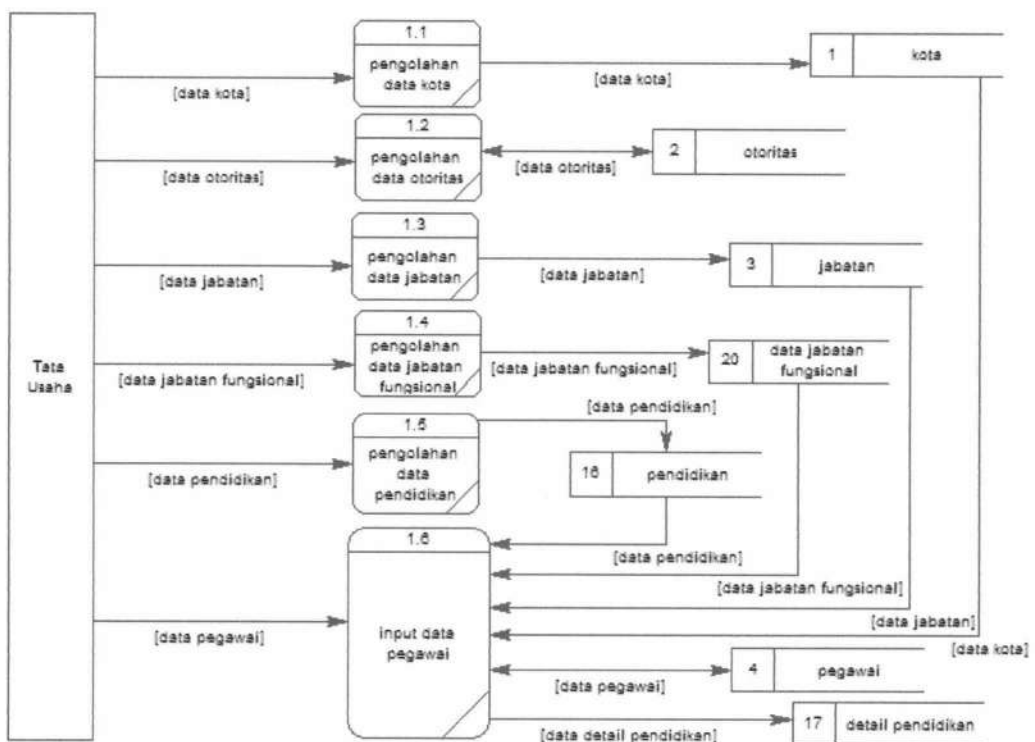 1.1
pengolahan
data kota
[data kota]
[data kota]
1
kota
1.2
pengolahan
data otoritas
[data otoritas]
[data otoritas]
2
otoritas
1.3
pengolahan
data jabatan
[data jabatan]
[data jabatan]
3
jabatan
1.4
pengolahan
data jabatan
fungsional
[data jabatan fungsional]
[data jabatan fungsional]
20
data jabatan
fungsional
Tata
Usaha
1.5
pengolahan
data
pendidikan
[data pendidikan]
[data pendidikan]
16
pendidikan
1.6
input data
pegawai
[data pendidikan]
[data jabatan fungsional]
[data jabatan]
[data kota]
[data pegawai]
[data pegawai]
4
pegawai
[data detail pendidikan]
17
detail pendidikan